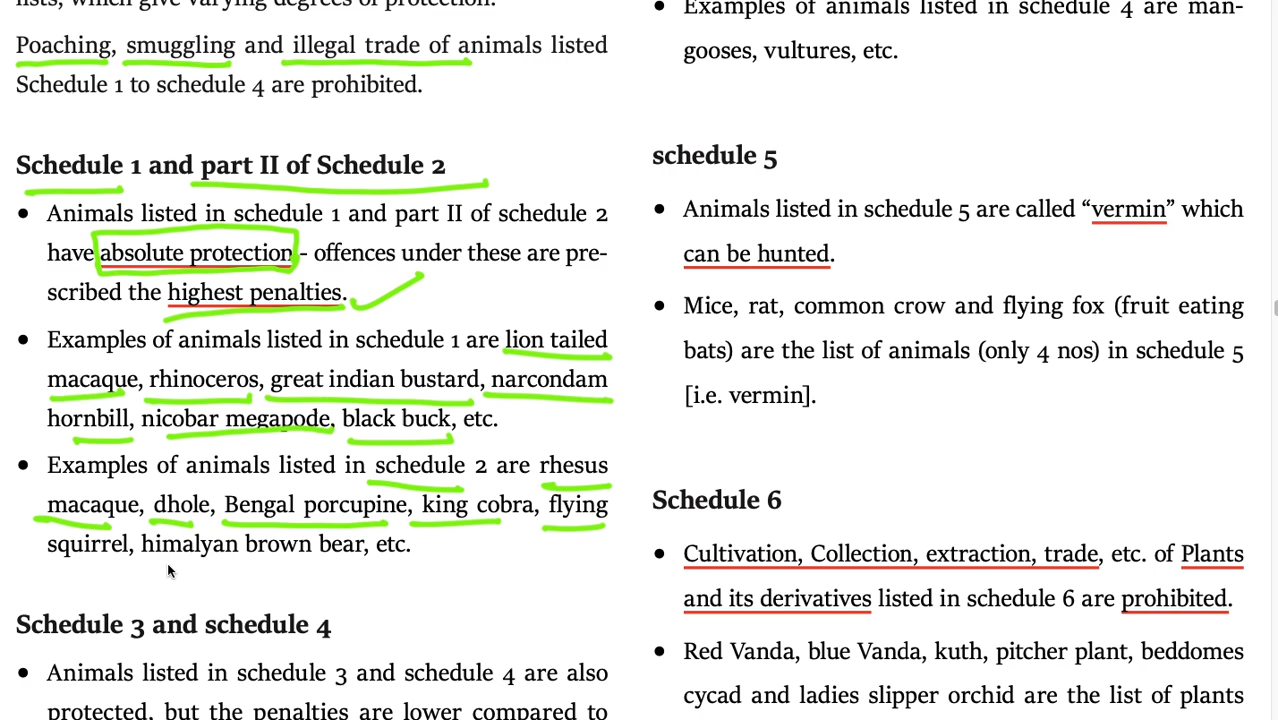 lists, which give varying degrees of protection.
Poaching, smuggling and illegal trade of animals listed
Schedule 1 to schedule 4 are prohibited.
Schedule 1 and part II of Schedule 2
• Animals listed in schedule 1 and part II of schedule 2
have absolute protection - offences under these are pre-
scribed the highest penalties.
• Examples of animals listed in schedule 1 are lion tailed
macaque, rhinoceros, great indian bustard, narcondam
hornbill, nicobar megapode, black buck, etc.
• Examples of animals listed in schedule 2 are rhesus
macaque, dhole, Bengal porcupine, king cobra, flying
squirrel, himalyan brown bear, etc.
Schedule 3 and schedule 4
• Animals listed in schedule 3 and schedule 4 are also
protected, but the penalties are lower compared to
• Examples of animals listed in schedule 4 are man-
gooses, vultures, etc.
schedule 5
• Animals listed in schedule 5 are called “vermin” which
can be hunted.
• Mice, rat, common crow and flying fox (fruit eating
bats) are the list of animals (only 4 nos) in schedule 5
[i.e. vermin].
Schedule 6
• Cultivation, Collection, extraction, trade, etc. of Plants
and its derivatives listed in schedule 6 are prohibited.
• Red Vanda, blue Vanda, kuth, pitcher plant, beddomes
cycad and ladies slipper orchid are the list of plants